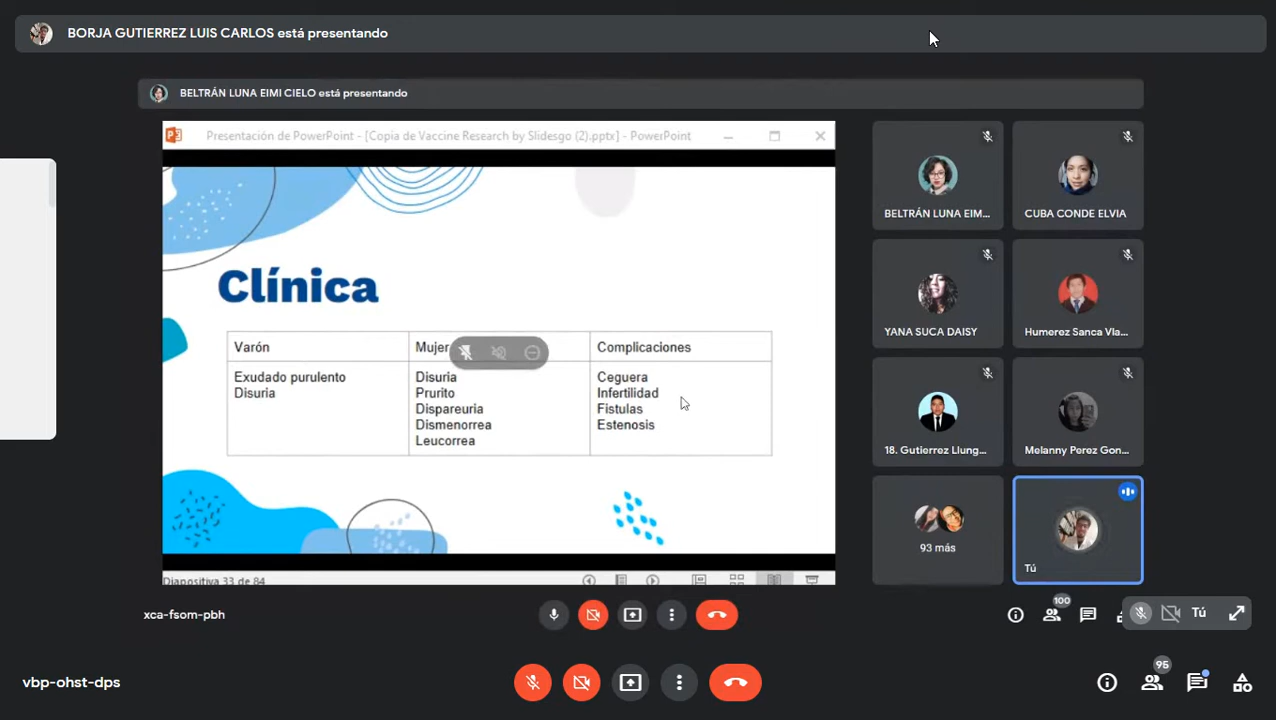 BORJA GUTIERREZ LUIS CARLOS está presentando
BELTRÁN LUNA EIMI CIELO está presentando
Presentación de PowerPoint - [Copia de Vaccine Research by Slidesgo (2).pptx] - PowerPoint
Clínica
Varón
Mujer
Complicaciones
Exudado purulento
Disuria
Disuria
Prurito
Dispareuria
Dismenorrea
Leucorrea
Ceguera
Infertilidad
Fistulas
Estenosis
Diapositiva 33 de 84
BELTRÁN LUNA EIM...
CUBA CONDE ELVIA
YANA SUCA DAISY
Humerez Sanca Vla...
18. Gutierrez Llung...
Melanny Perez Gon...
93 más
Tú
xca-fsom-pbh
100
Tú
vbp-ohst-dps
95